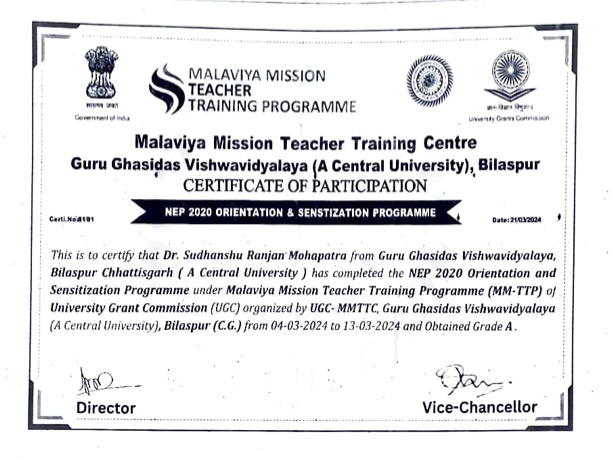 MALAVIYA MISSION
TEACHER
TRAINING PROGRAMME
सत्यमेव जयते
Government of India
ज्ञान-विज्ञान विमुक्तये
University Grants Commission
Malaviya Mission Teacher Training Centre
Guru Ghasidas Vishwavidyalaya (A Central University), Bilaspur
CERTIFICATE OF PARTICIPATION
NEP 2020 ORIENTATION & SENSTIZATION PROGRAMME
Certi.No:81/91
Date: 21/03/2024
This is to certify that Dr. Sudhanshu Ranjan Mohapatra from Guru Ghasidas Vishwavidyalaya,
Bilaspur Chhattisgarh ( A Central University ) has completed the NEP 2020 Orientation and
Sensitization Programme under Malaviya Mission Teacher Training Programme (MM-TTP) of
University Grant Commission (UGC) organized by UGC- MMTTC, Guru Ghasidas Vishwavidyalaya
(A Central University), Bilaspur (C.G.) from 04-03-2024 to 13-03-2024 and Obtained Grade A .
Director
Vice-Chancellor